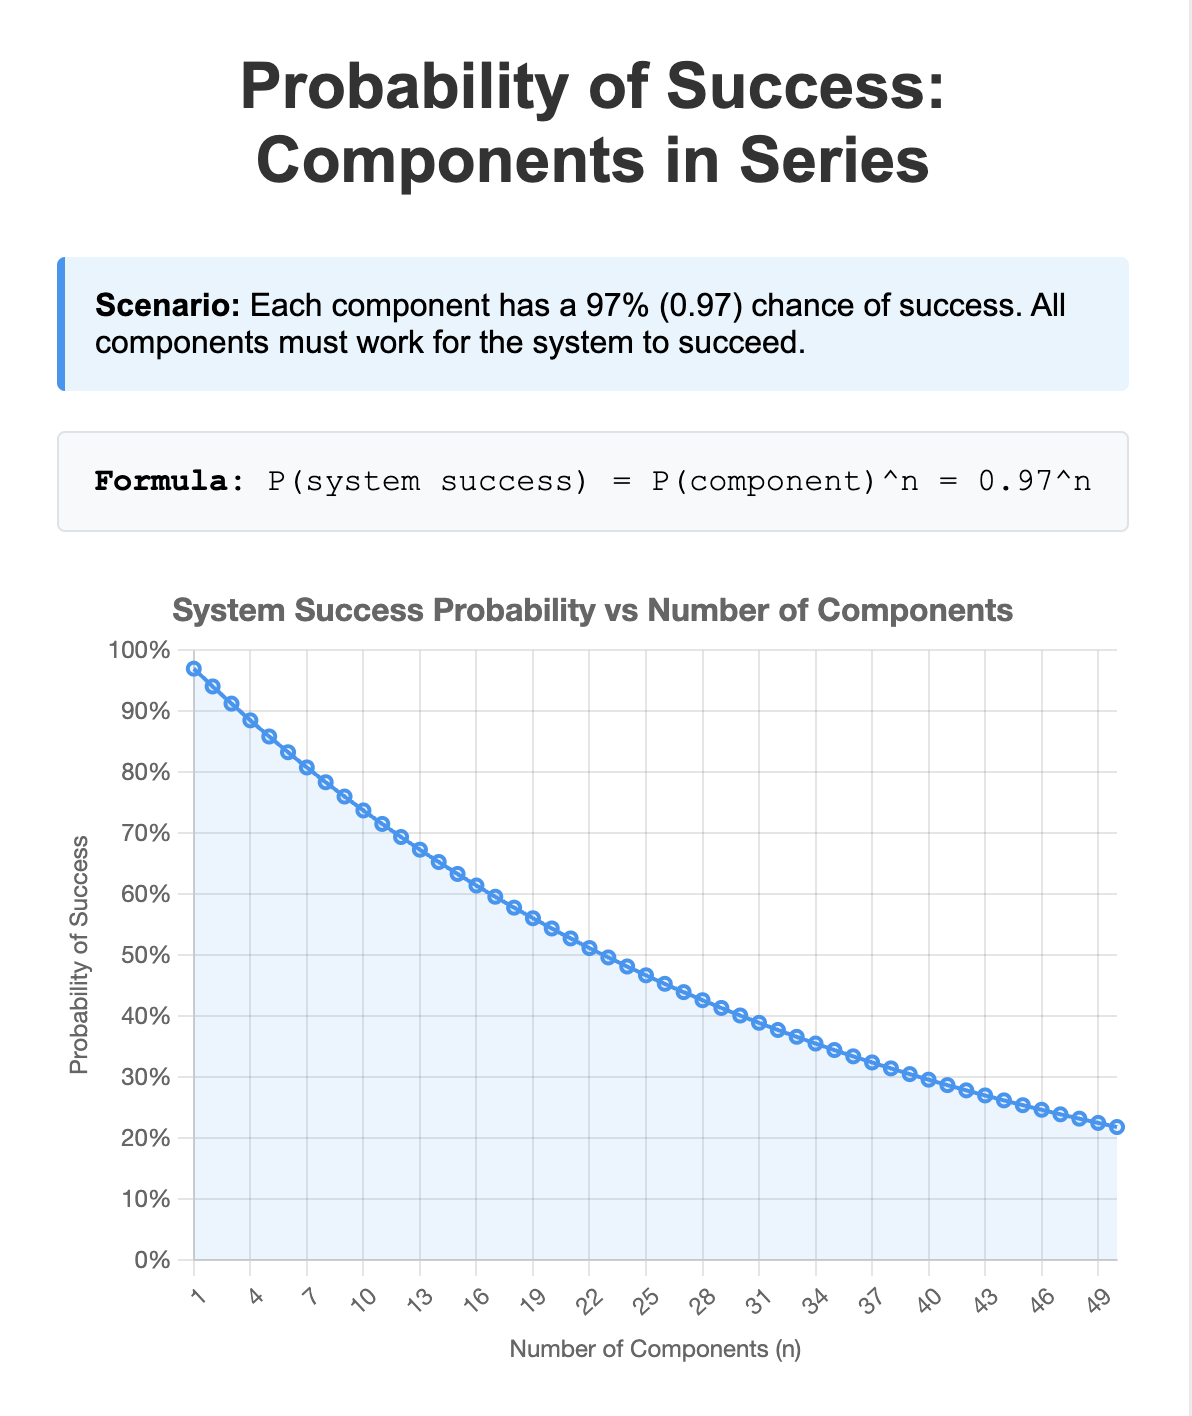 Probability of Success:
Components in Series
Scenario: Each component has a 97% (0.97) chance of success. All
components must work for the system to succeed.
Formula: P(system success) = P(component)^n = 0.97^n
System Success Probability vs Number of Components
100%
90%
80%
70%
60%
50%
40%
30%
20%
10%
0%
Probability of Success
1 4 7 10 13 16 19 22 25 28 31 34 37 40 43 46 49
Number of Components (n)